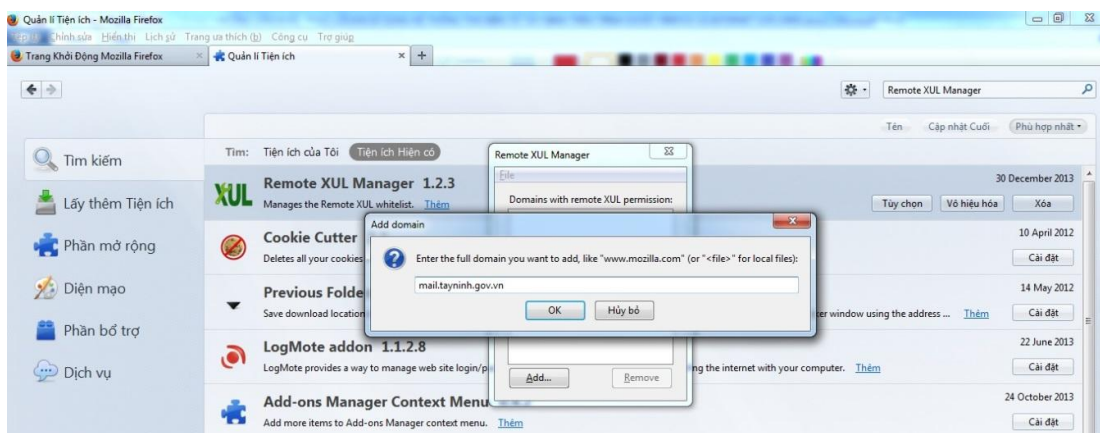 Quản lí Tiện ích - Mozilla Firefox
Chỉnh sửa Hiển thị Lịch sử Trang ưa thích (b) Công cụ Trợ giúp
Trang Khởi Động Mozilla Firefox
Quản lí Tiện ích
Remote XUL Manager
Tên Cập nhật Cuối Phù hợp nhất
Tìm kiếm
Lấy thêm Tiện ích
Phần mở rộng
Diện mạo
Phần bổ trợ
Dịch vụ
Tìm: Tiện ích của Tôi Tiện ích Hiện có
XUL
Remote XUL Manager 1.2.3
Manages the Remote XUL whitelist. Thêm
30 December 2013
Tùy chọn Vô hiệu hóa Xóa
Cookie Cutter
Deletes all your cookies
10 April 2012
Cài đặt
Previous Folde
Save download location
er window using the address ... Thêm
14 May 2012
Cài đặt
LogMote addon 1.1.2.8
LogMote provides a way to manage web site login/p
ng the internet with your computer. Thêm
22 June 2013
Cài đặt
Add-ons Manager Context Menu
Add more items to Add-ons Manager context menu. Thêm
24 October 2013
Cài đặt
Remote XUL Manager
File
Domains with remote XUL permission:
Add... Remove
Add domain
Enter the full domain you want to add, like "www.mozilla.com" (or "<file>" for local files):
mail.tayninh.gov.vn
OK Hủy bỏ